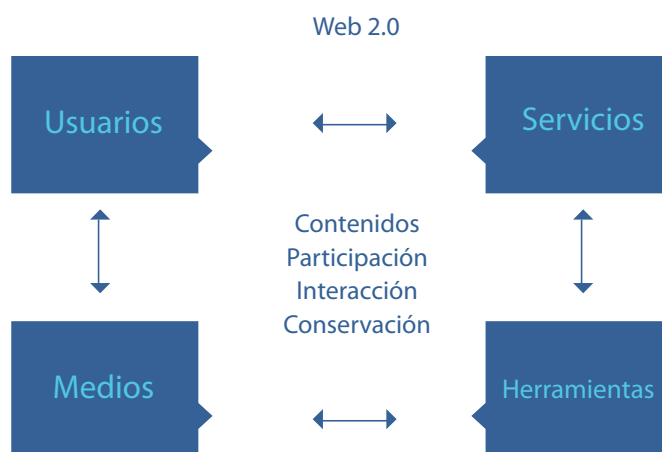 Web 2.0
Usuarios
Servicios
Contenidos
Participación
Interacción
Conservación
Medios
Herramientas